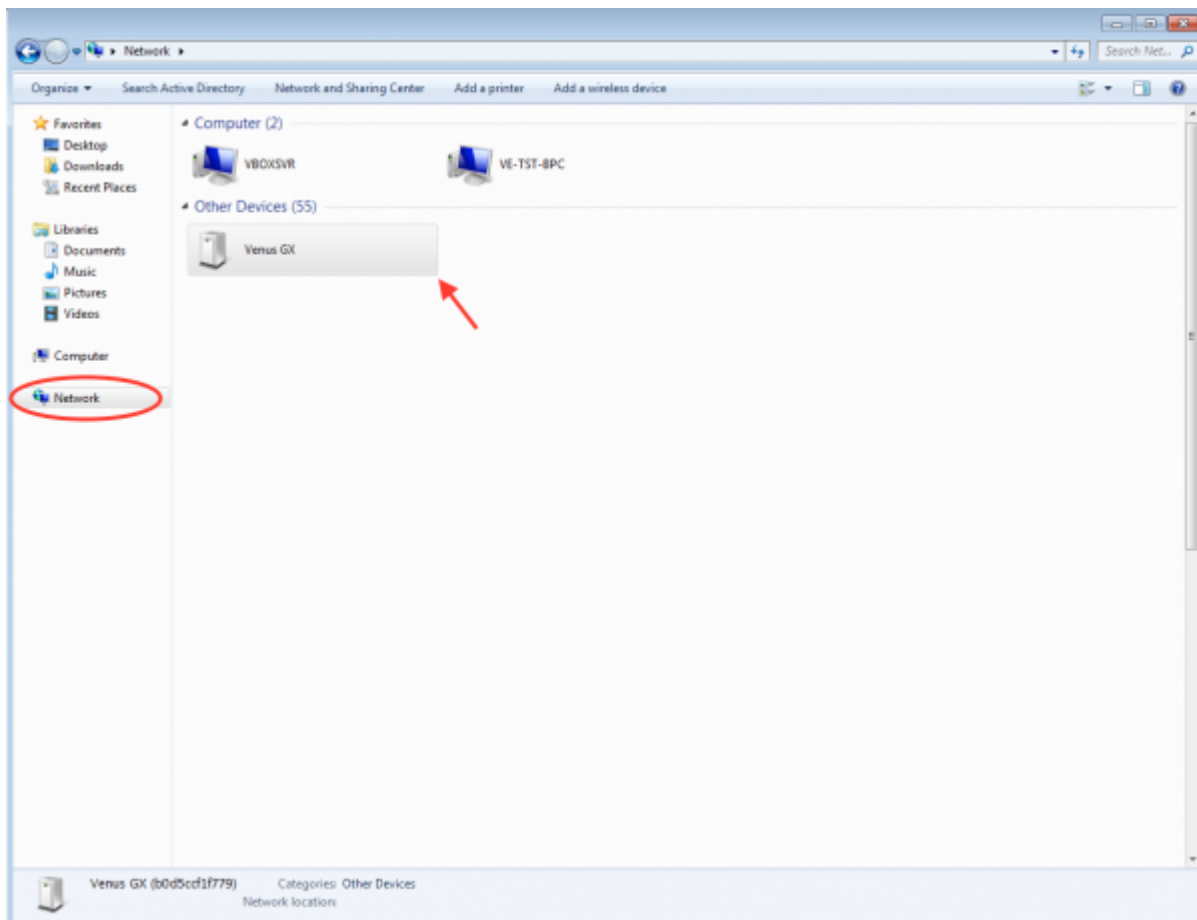 Network
Search Net...
Organize
Search Active Directory
Network and Sharing Center
Add a printer
Add a wireless device
Favorites
Desktop
Downloads
Recent Places
Libraries
Documents
Music
Pictures
Videos
Computer
Network
Computer (2)
VBOXSVR
VE-TST-8PC
Other Devices (55)
Venus GX
Venus GX (b0d5ccf1f779)
Categories: Other Devices
Network location: